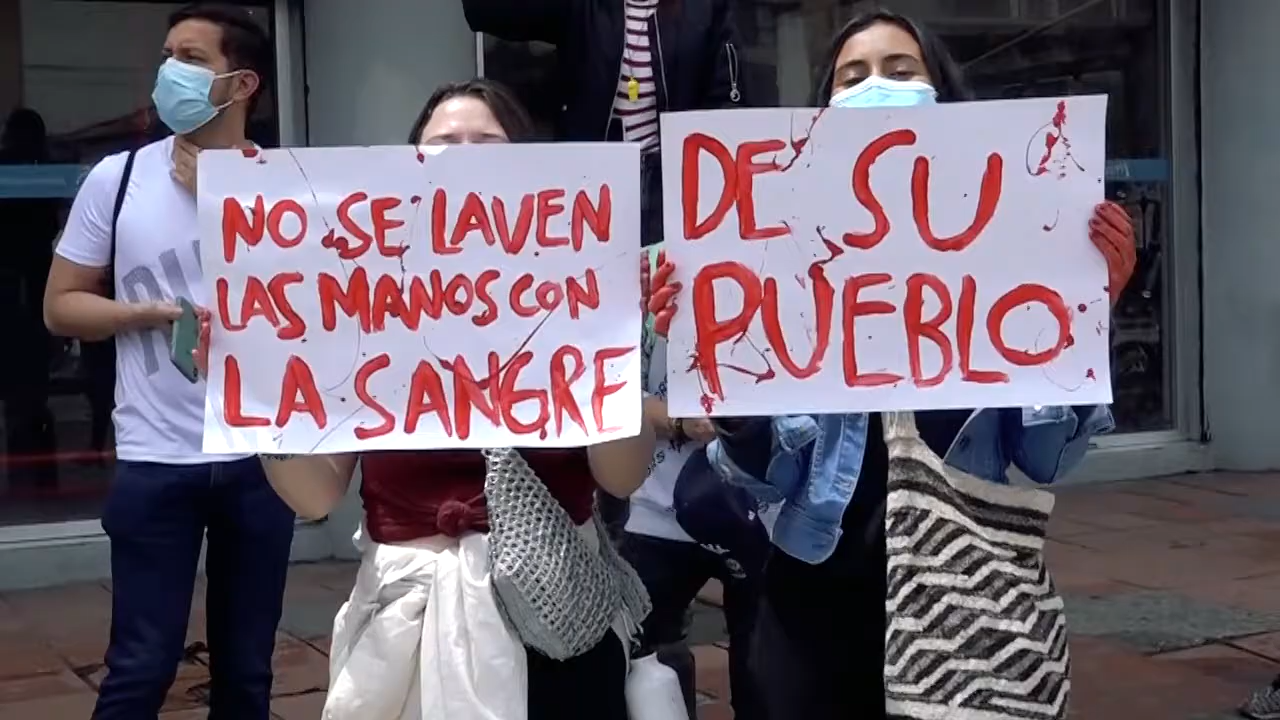 NO SE LAVEN
LAS MANOS CON
LA SANGRE
DE SU
PUEBLO